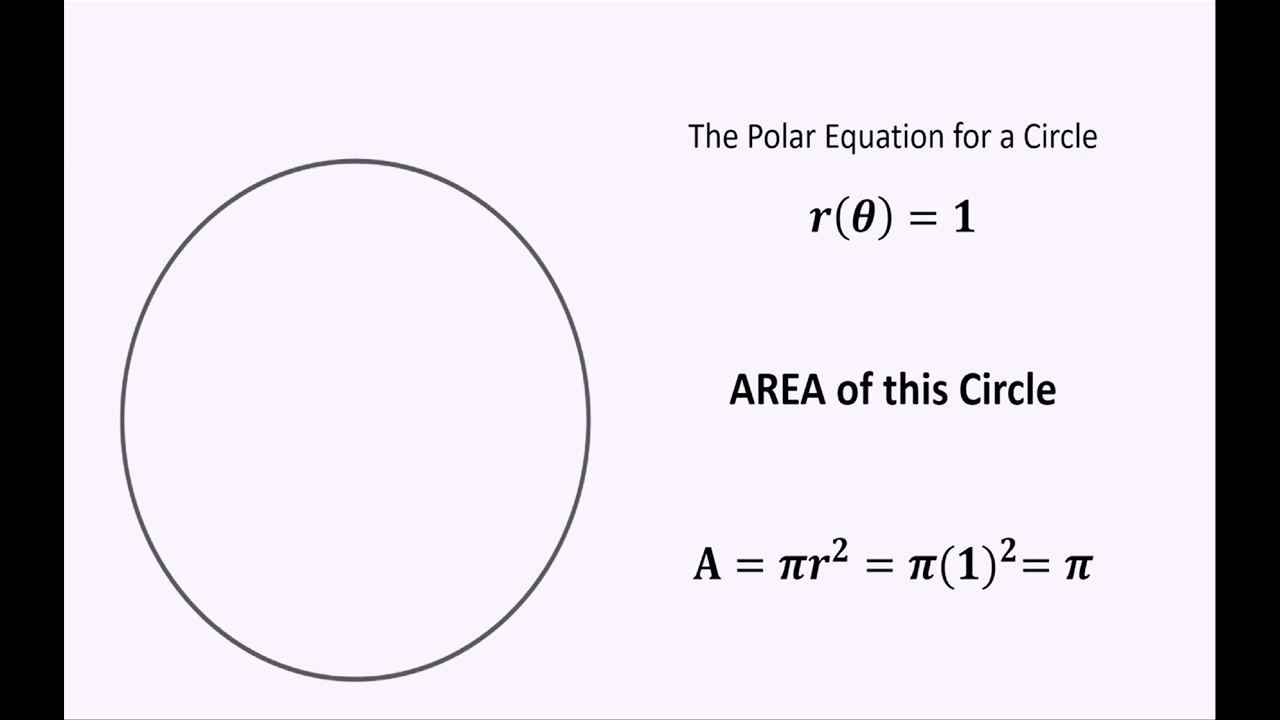 The Polar Equation for a Circle
r(θ) = 1
AREA of this Circle
A = πr² = π(1)²= π